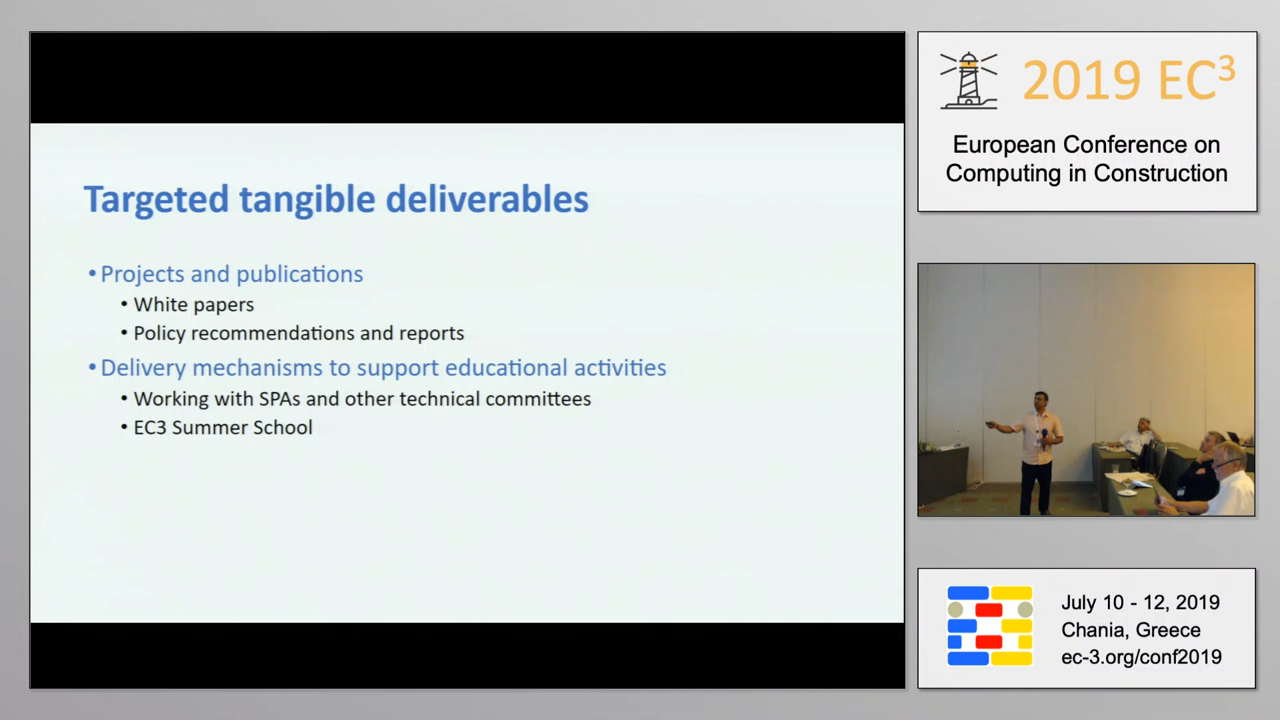 Targeted tangible deliverables
• Projects and publications
• White papers
• Policy recommendations and reports
• Delivery mechanisms to support educational activities
• Working with SPAs and other technical committees
• EC3 Summer School
2019 EC³
European Conference on
Computing in Construction
July 10 - 12, 2019
Chania, Greece
ec-3.org/conf2019